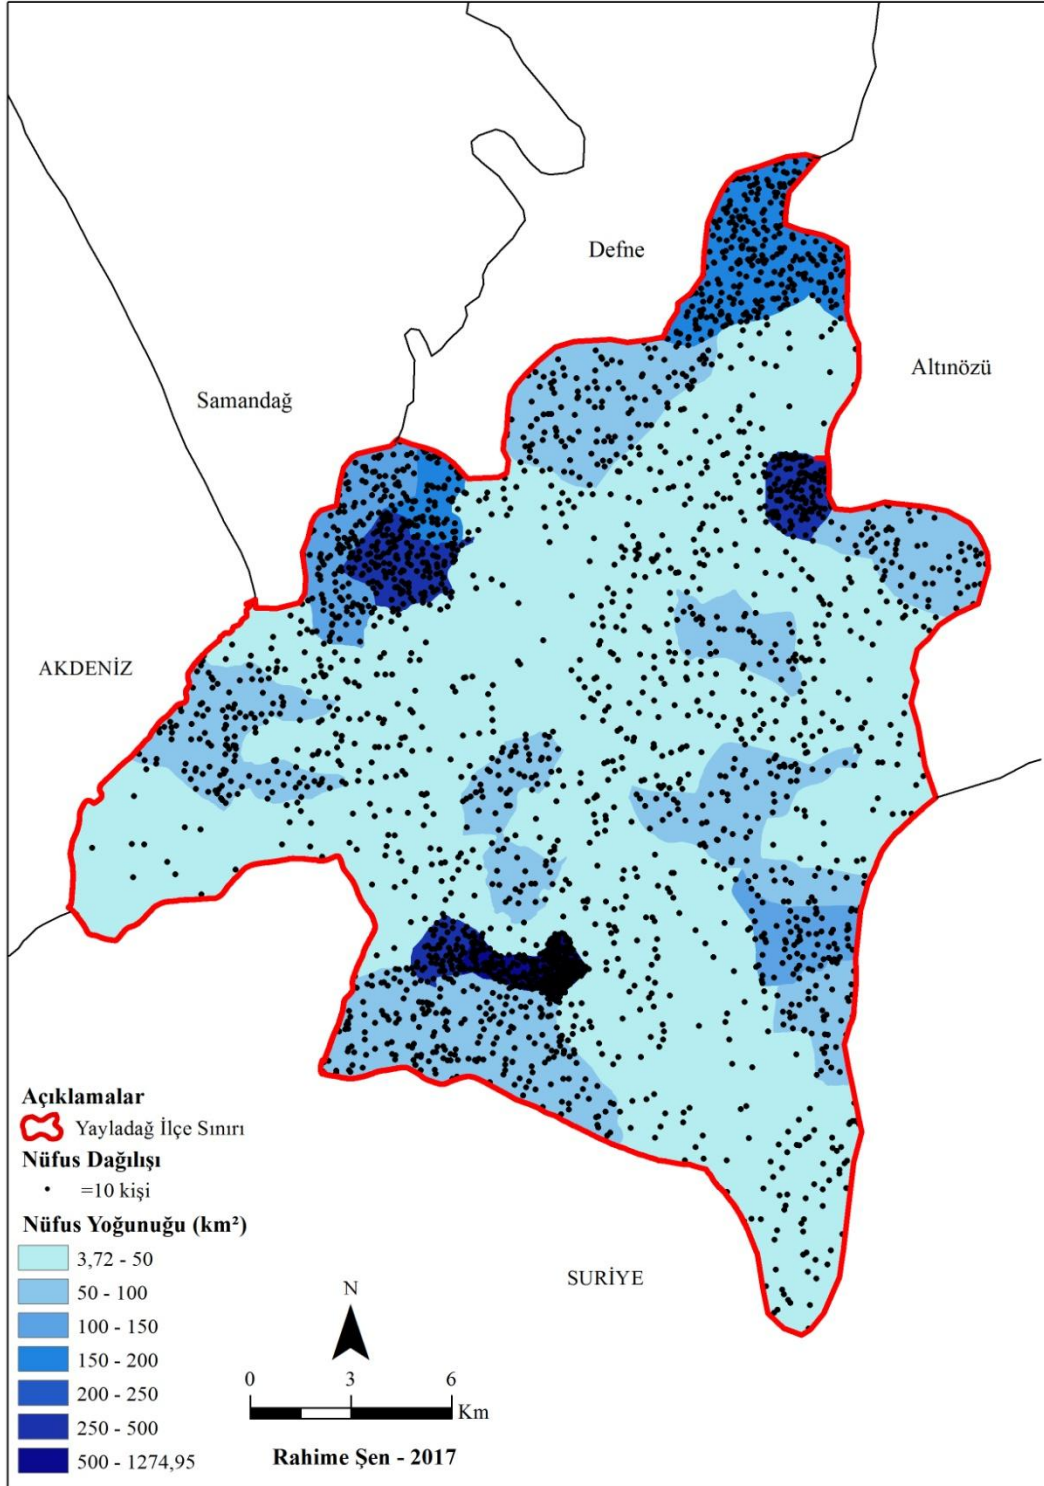 Defne
Altınözü
Samandağ
AKDENİZ
Açıklamalar
Yayladağ İlçe Sınırı
Nüfus Dağılışı
=10 kişi
Nüfus Yoğunuğu (km²)
3,72 - 50
50 - 100
100 - 150
150 - 200
200 - 250
250 - 500
500 - 1274,95
SURİYE
N
0 3 6
Km
Rahime Şen - 2017